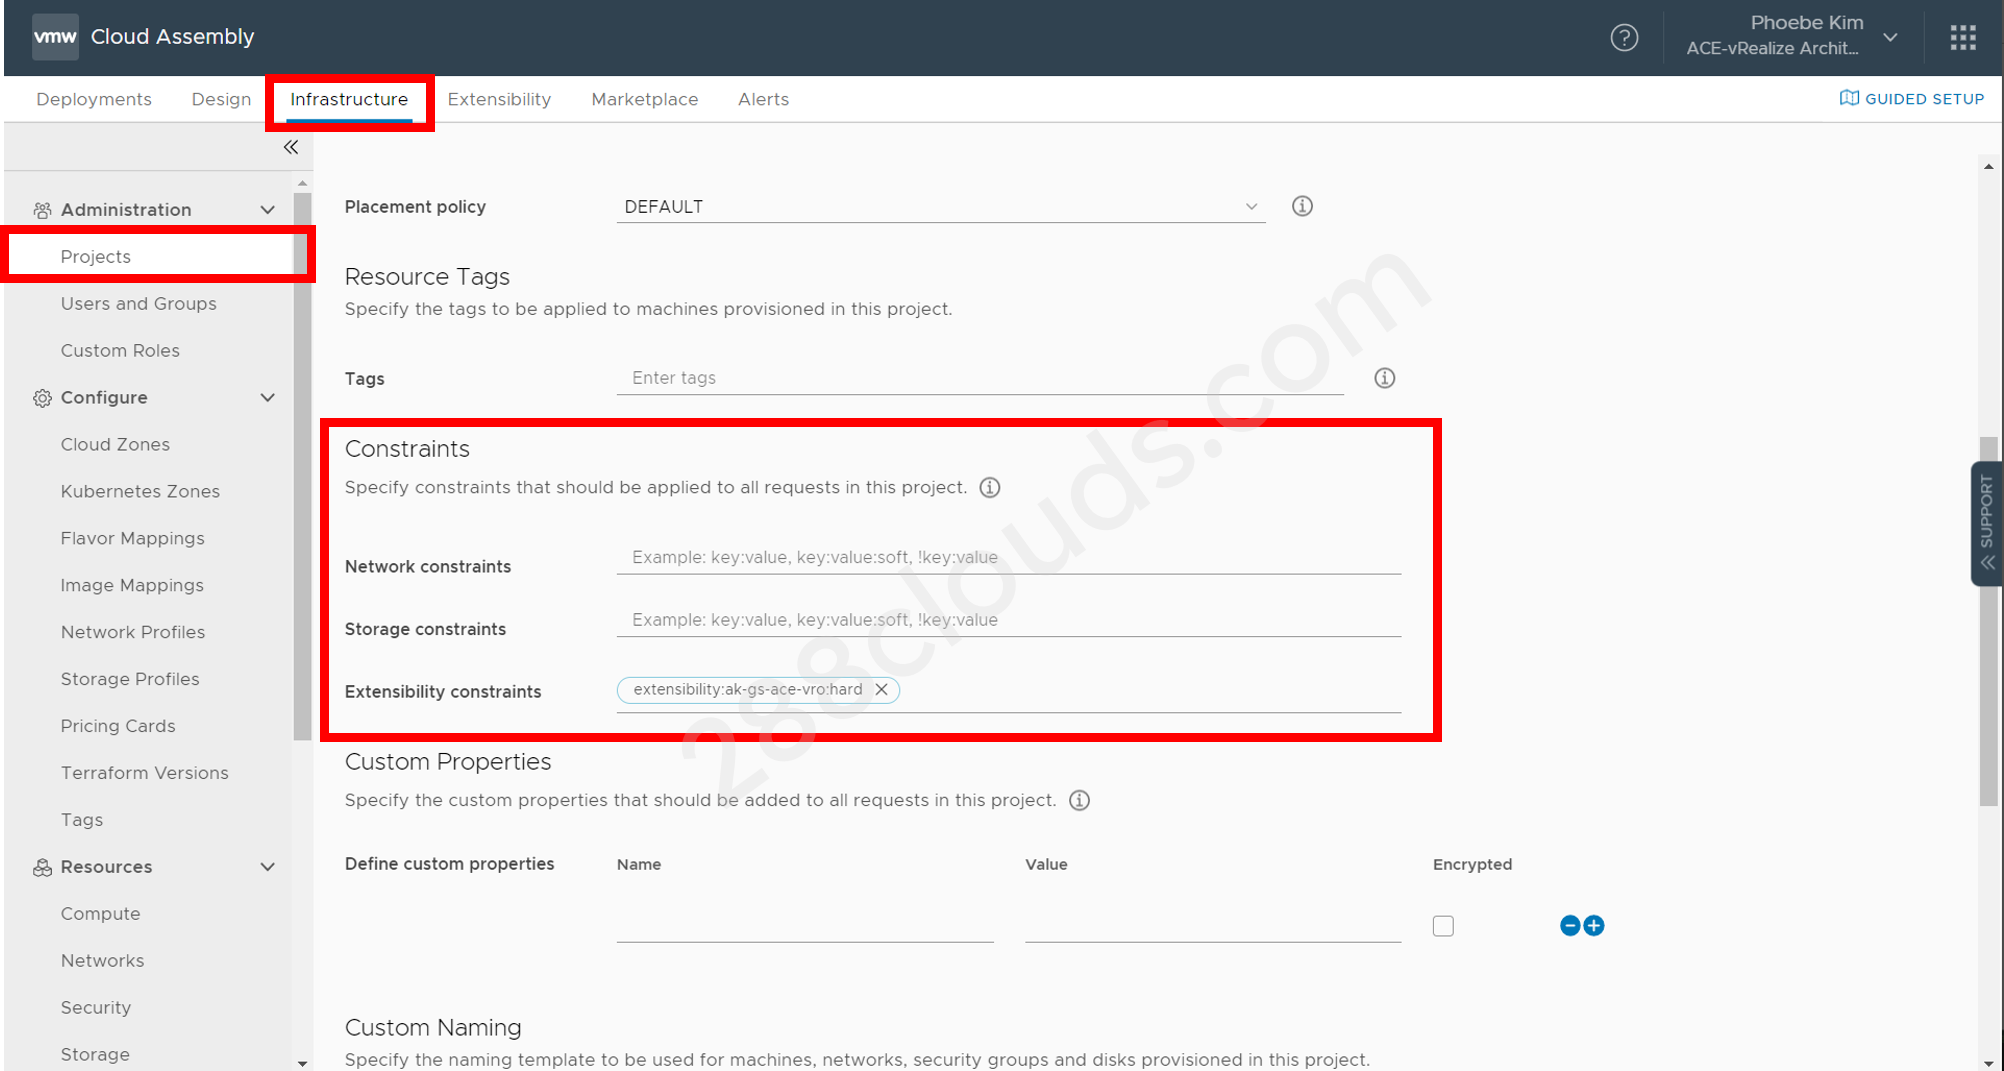 vmw Cloud Assembly
Phoebe Kim
ACE-vRealize Archit...
Deployments Design Infrastructure Extensibility Marketplace Alerts GUIDED SETUP
Administration
Projects
Users and Groups
Custom Roles
Configure
Cloud Zones
Kubernetes Zones
Flavor Mappings
Image Mappings
Network Profiles
Storage Profiles
Pricing Cards
Terraform Versions
Tags
Resources
Compute
Networks
Security
Storage
Placement policy DEFAULT
Resource Tags
Specify the tags to be applied to machines provisioned in this project.
Tags Enter tags
Constraints
Specify constraints that should be applied to all requests in this project.
Network constraints Example: key:value, key:value:soft, !key:value
Storage constraints Example: key:value, key:value:soft, !key:value
Extensibility constraints extensibility:ak-gs-ace-vro:hard
Custom Properties
Specify the custom properties that should be added to all requests in this project.
Define custom properties Name Value Encrypted
Custom Naming
Specify the naming template to be used for machines, networks, security groups and disks provisioned in this project.
SUPPORT
288clouds.com